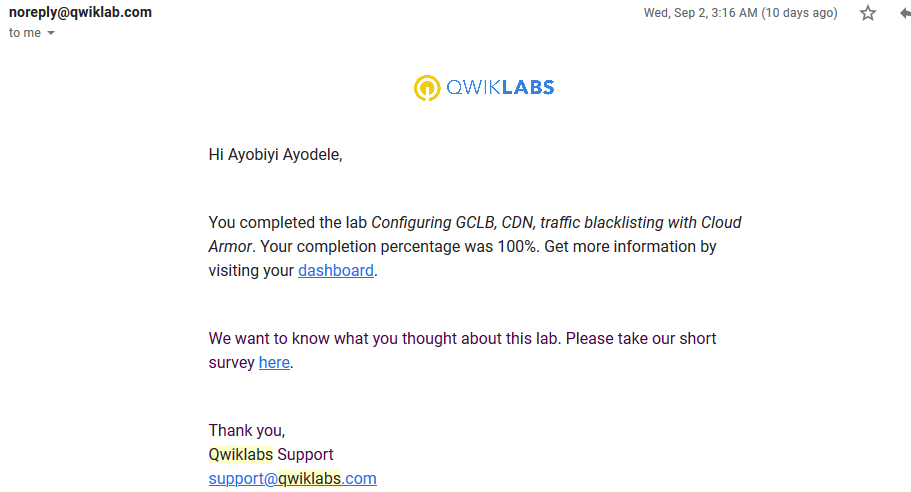 noreply@qwiklab.com
Wed, Sep 2, 3:16 AM (10 days ago)
to me
QWIKLABS
Hi Ayobiyi Ayodele,
You completed the lab Configuring GCLB, CDN, traffic blacklisting with Cloud
Armor. Your completion percentage was 100%. Get more information by
visiting your dashboard.
We want to know what you thought about this lab. Please take our short
survey here.
Thank you,
Qwiklabs Support
support@qwiklabs.com